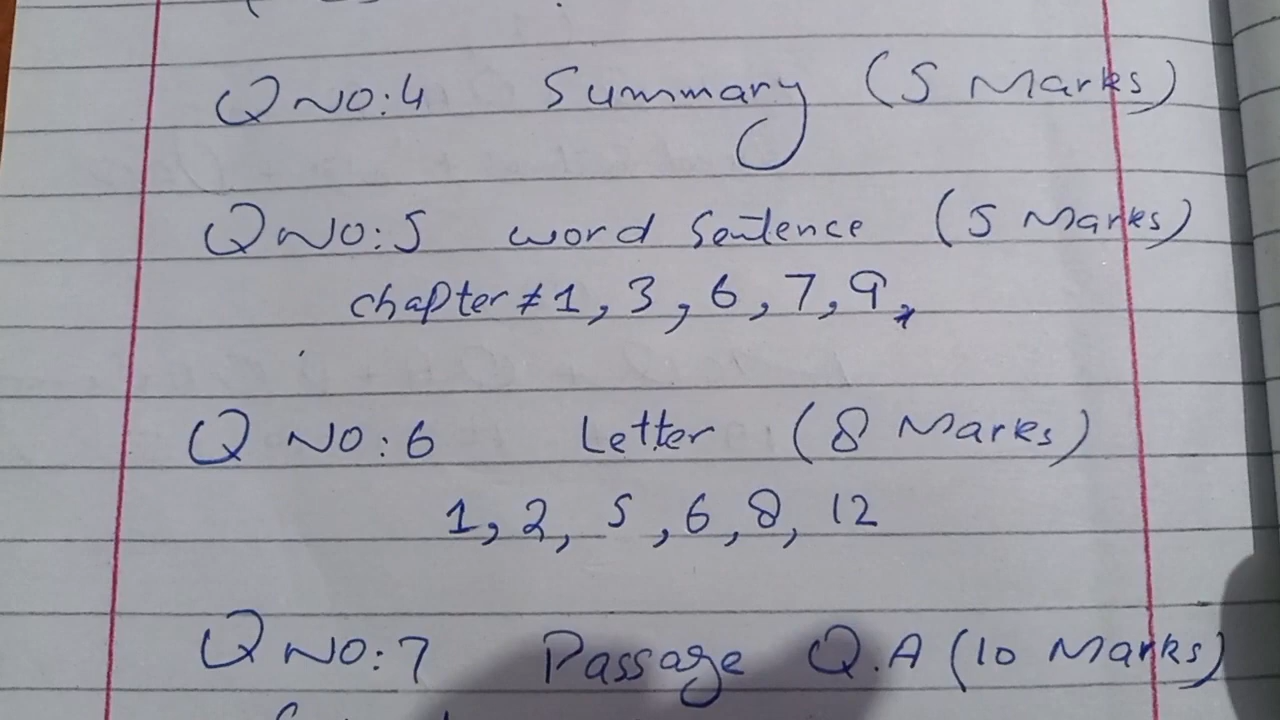 Q NO:4 Summary (5 Marks)
Q NO:5 word Sentence (5 Marks)
chapter # 1, 3, 6, 7, 9,
Q NO:6 Letter (8 Marks)
1, 2, 5, 6, 8, 12
Q NO:7 Passage Q.A (10 Marks)